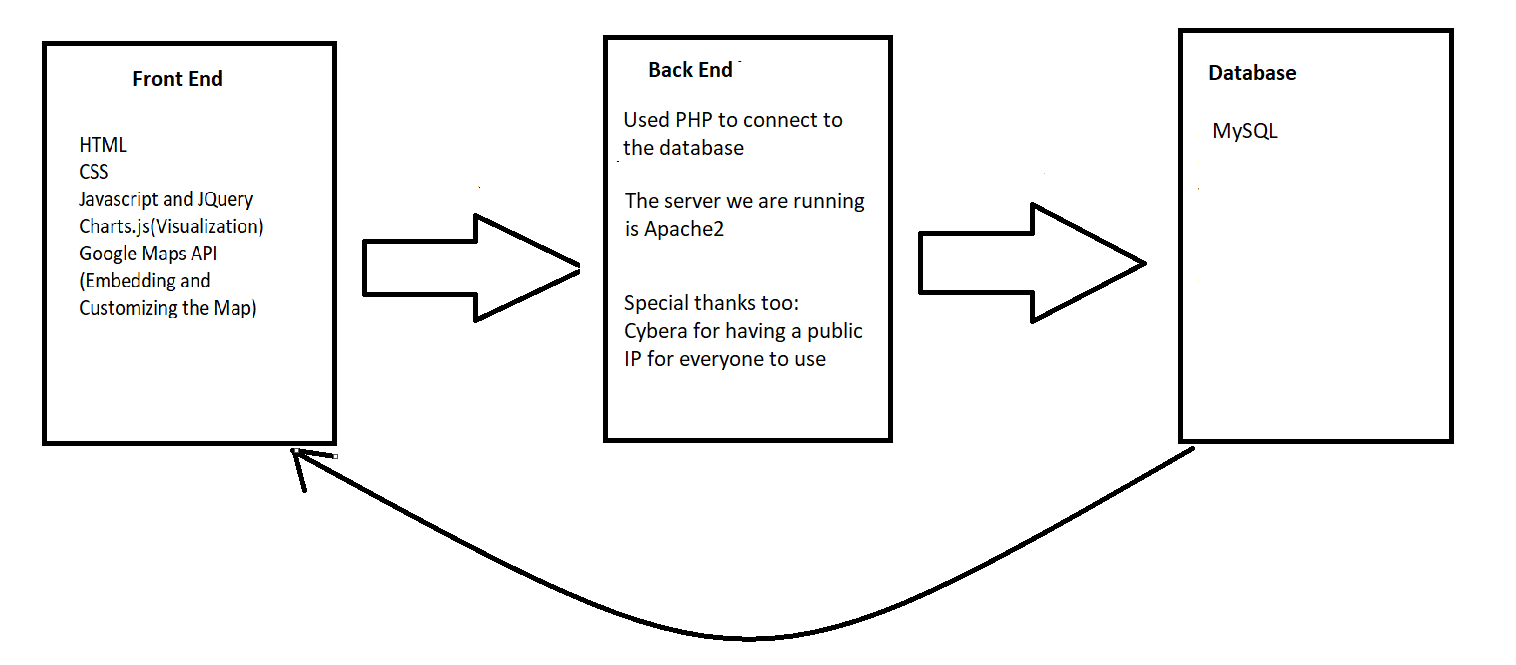 Front End
HTML
CSS
Javascript and JQuery
Charts.js(Visualization)
Google Maps API
(Embedding and
Customizing the Map)
Back End
Used PHP to connect to
the database
The server we are running
is Apache2
Special thanks too:
Cybera for having a public
IP for everyone to use
Database
MySQL